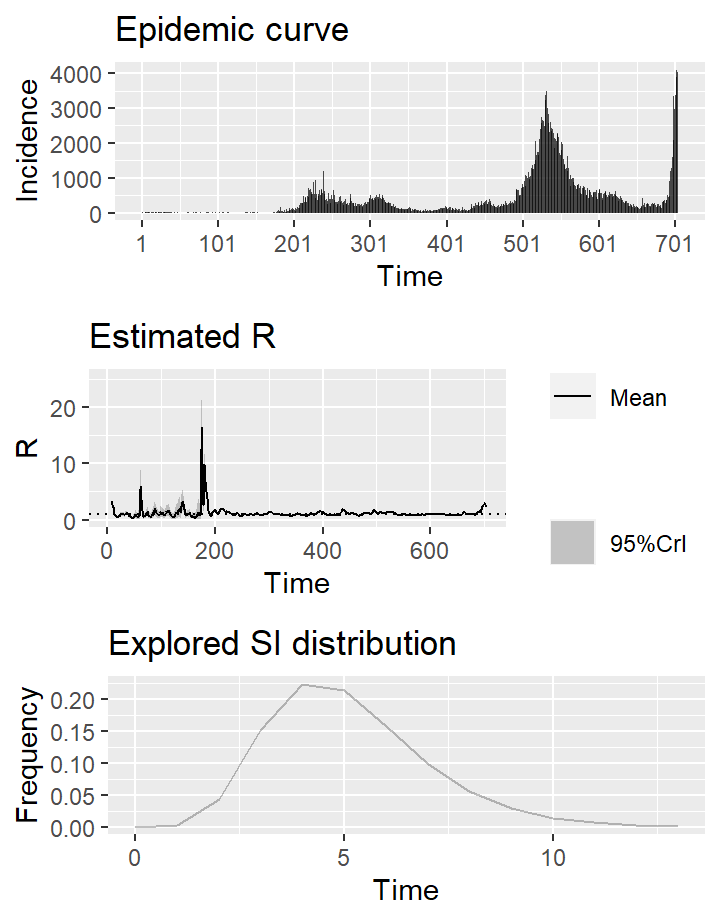 Epidemic curve
Incidence
4000
3000
2000
1000
0
1 101 201 301 401 501 601 701
Time
Estimated R
R
20
10
0
0 200 400 600
Time
Mean
95%CrI
Explored SI distribution
Frequency
0.20
0.15
0.10
0.05
0.00
0 5 10
Time